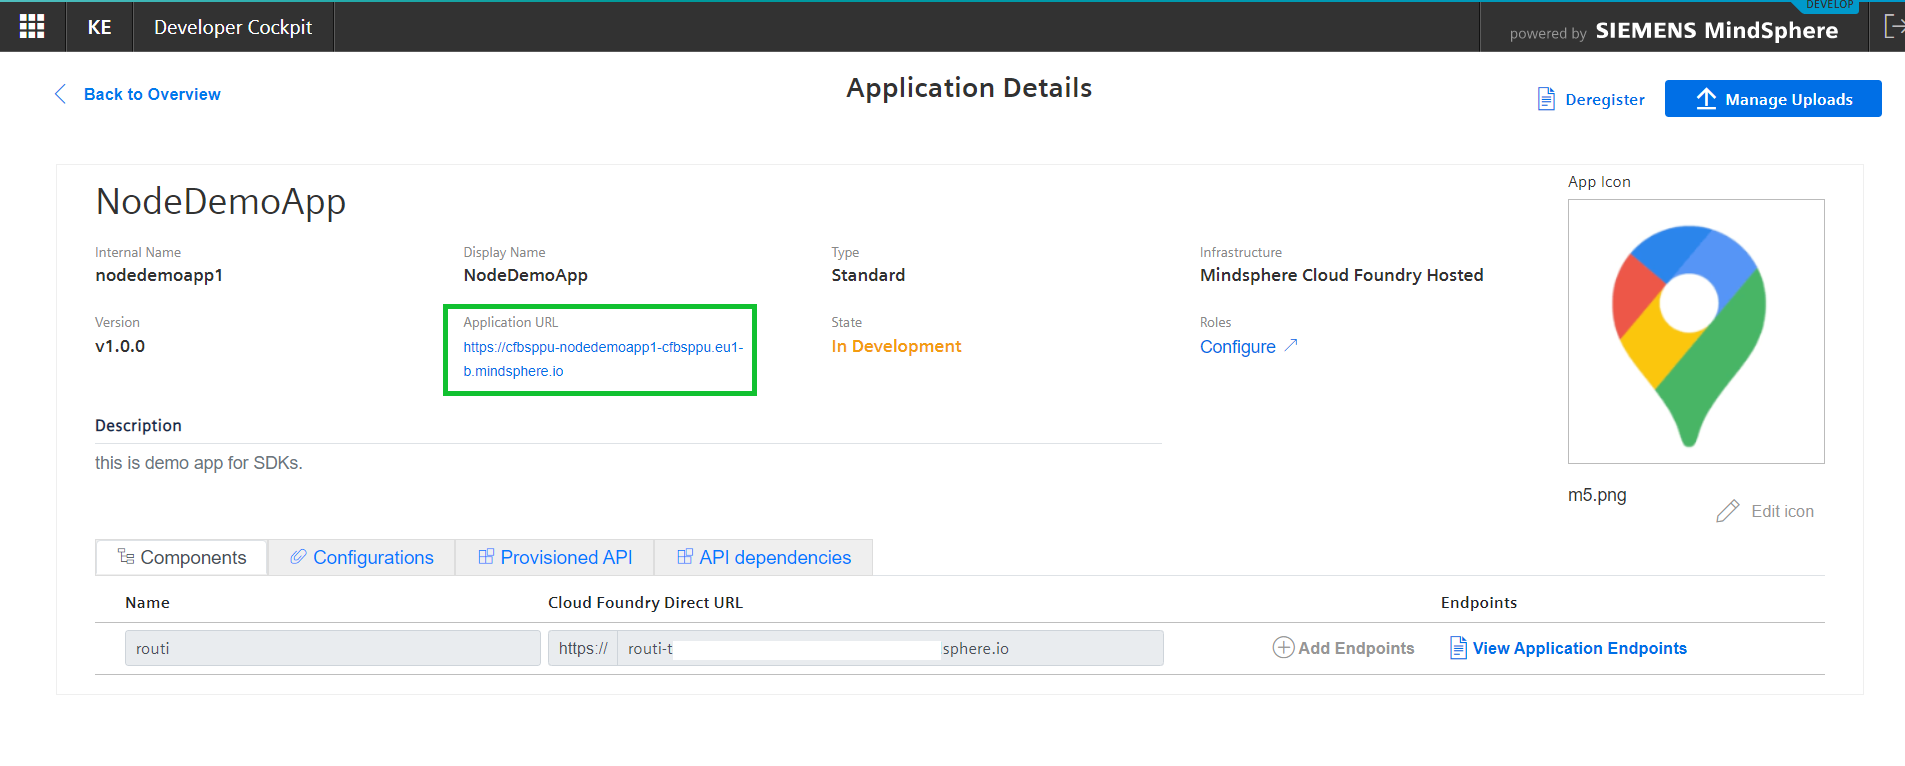 DEVELOP
KE
Developer Cockpit
powered by SIEMENS MindSphere
Back to Overview
Application Details
Deregister
Manage Uploads
NodeDemoApp
App Icon
Internal Name
nodedemoapp1
Display Name
NodeDemoApp
Type
Standard
Infrastructure
Mindsphere Cloud Foundry Hosted
Version
v1.0.0
Application URL
https://cfbsppu-nodedemoapp1-cfbsppu.eu1-
b.mindsphere.io
State
In Development
Roles
Configure
Description
this is demo app for SDKs.
m5.png
Edit icon
Components
Configurations
Provisioned API
API dependencies
Name
Cloud Foundry Direct URL
Endpoints
routi
https://
routi-t
sphere.io
Add Endpoints
View Application Endpoints